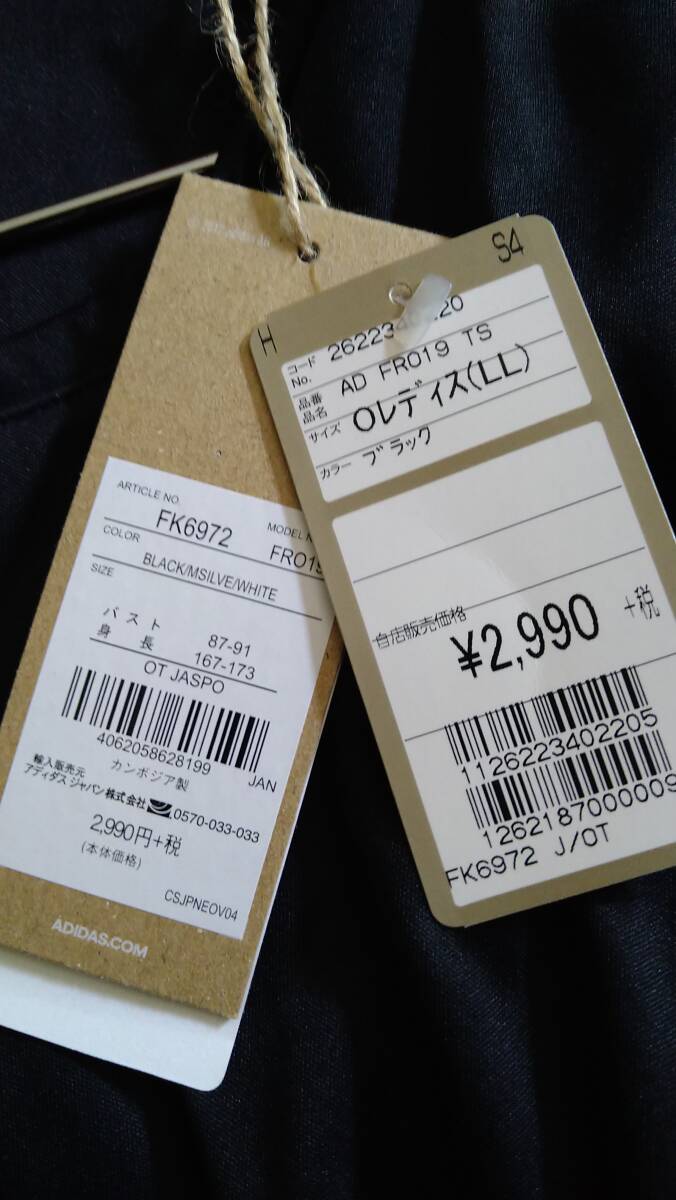 ARTICLE NO.
FK6972
MODEL N
COLOR
FRO19
BLACK/MSILVE/WHITE
SIZE
バスト 87-91
身長 167-173
OT JASPO
4062058628199
JAN
カンボジア製
輸入販売元
アディダス ジャパン株式会社 0570-033-033
2,990円+税
(本体価格)
CSJPNEOV04
ADIDAS.COM
S4
H
コード No. 26223 20
品番 品名 AD FRO19 TS
サイズ Oレディス(LL)
カラー ブラック
自店販売価格
¥2,990 +税
1126223402205
1262187000009
FK6972 J/OT